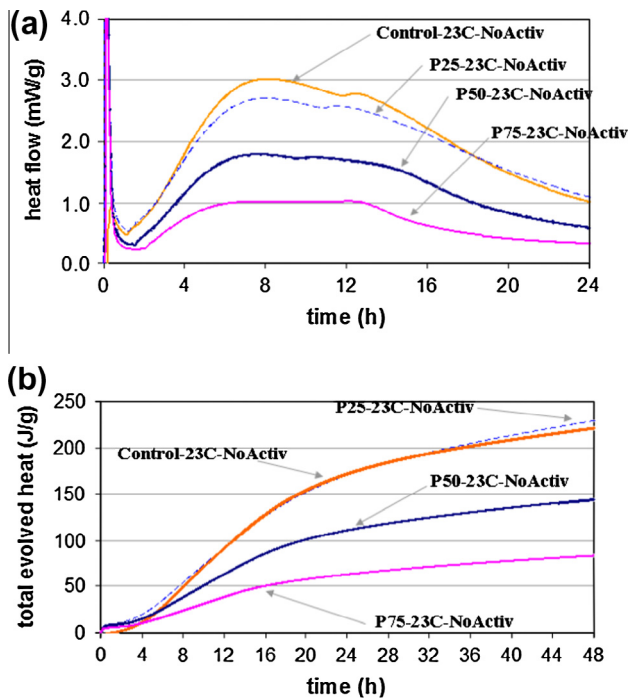 (a)
4.0
3.0
2.0
1.0
0.0
heat flow (mW/g)
Control-23C-NoActiv
P25-23C-NoActiv
P50-23C-NoActiv
P75-23C-NoActiv
0 4 8 12 16 20 24
time (h)
(b)
250
200
150
100
50
0
total evolved heat (J/g)
P25-23C-NoActiv
Control-23C-NoActiv
P50-23C-NoActiv
P75-23C-NoActiv
0 4 8 12 16 20 24 28 32 36 40 44 48
time (h)